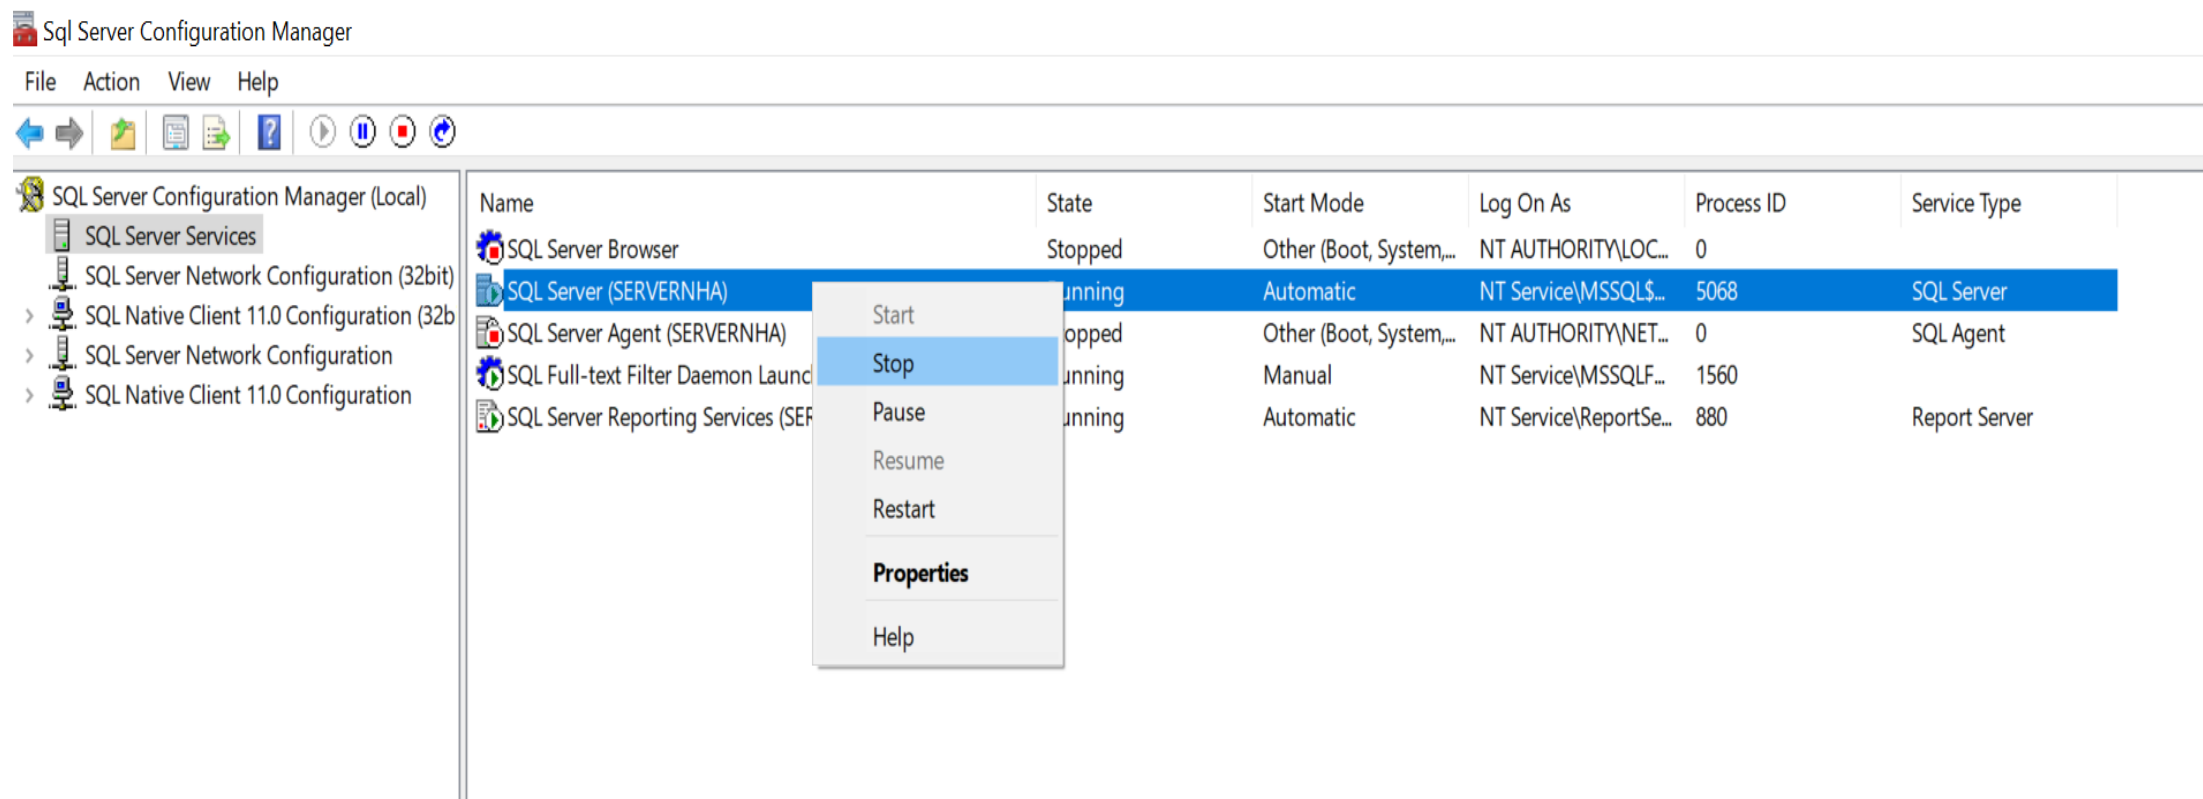 Sql Server Configuration Manager
File Action View Help
SQL Server Configuration Manager (Local)
SQL Server Services
SQL Server Network Configuration (32bit)
SQL Native Client 11.0 Configuration (32b
SQL Server Network Configuration
SQL Native Client 11.0 Configuration
Name State Start Mode Log On As Process ID Service Type
SQL Server Browser Stopped Other (Boot, System,... NT AUTHORITY\LOC... 0
SQL Server (SERVERNHA) unning Automatic NT Service\MSSQL$... 5068 SQL Server
SQL Server Agent (SERVERNHA) opped Other (Boot, System,... NT AUTHORITY\NET... 0 SQL Agent
SQL Full-text Filter Daemon Launc unning Manual NT Service\MSSQLF... 1560
SQL Server Reporting Services (SER unning Automatic NT Service\ReportSe... 880 Report Server
Start
Stop
Pause
Resume
Restart
Properties
Help